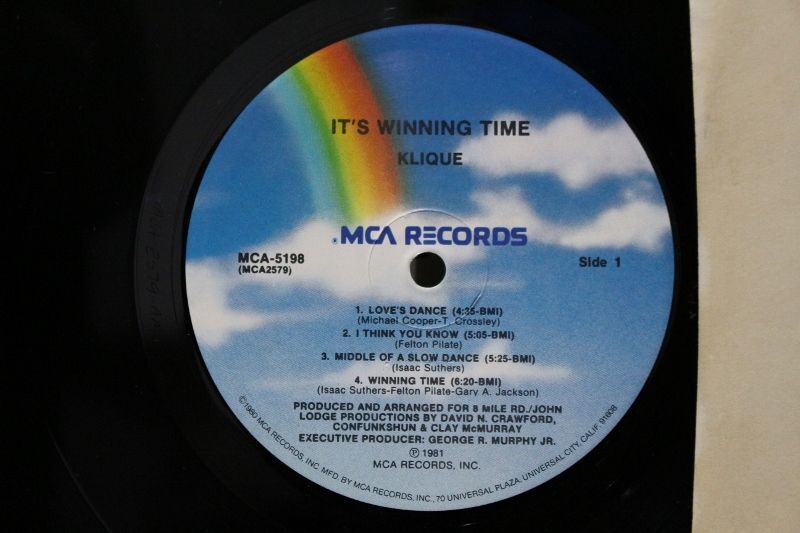 IT'S WINNING TIME
KLIQUE
MCA RECORDS
MCA-5198
(MCA2579)
Side 1
1. LOVE'S DANCE (4:35-BMI)
(Michael Cooper-T. Crossley)
2. I THINK YOU KNOW (5:05-BMI)
(Felton Pilate)
3. MIDDLE OF A SLOW DANCE (5:25-BMI)
(Isaac Suthers)
4. WINNING TIME (6:20-BMI)
(Isaac Suthers-Felton Pilate-Gary A. Jackson)
PRODUCED AND ARRANGED FOR 8 MILE RD./JOHN
LODGE PRODUCTIONS BY DAVID N. CRAWFORD,
CONFUNKSHUN & CLAY McMURRAY
EXECUTIVE PRODUCER: GEORGE R. MURPHY JR.
℗ 1981
MCA RECORDS, INC.
©1980 MCA RECORDS, INC. MFD. BY MCA RECORDS, INC., 70 UNIVERSAL PLAZA, UNIVERSAL CITY, CALIF. 91608